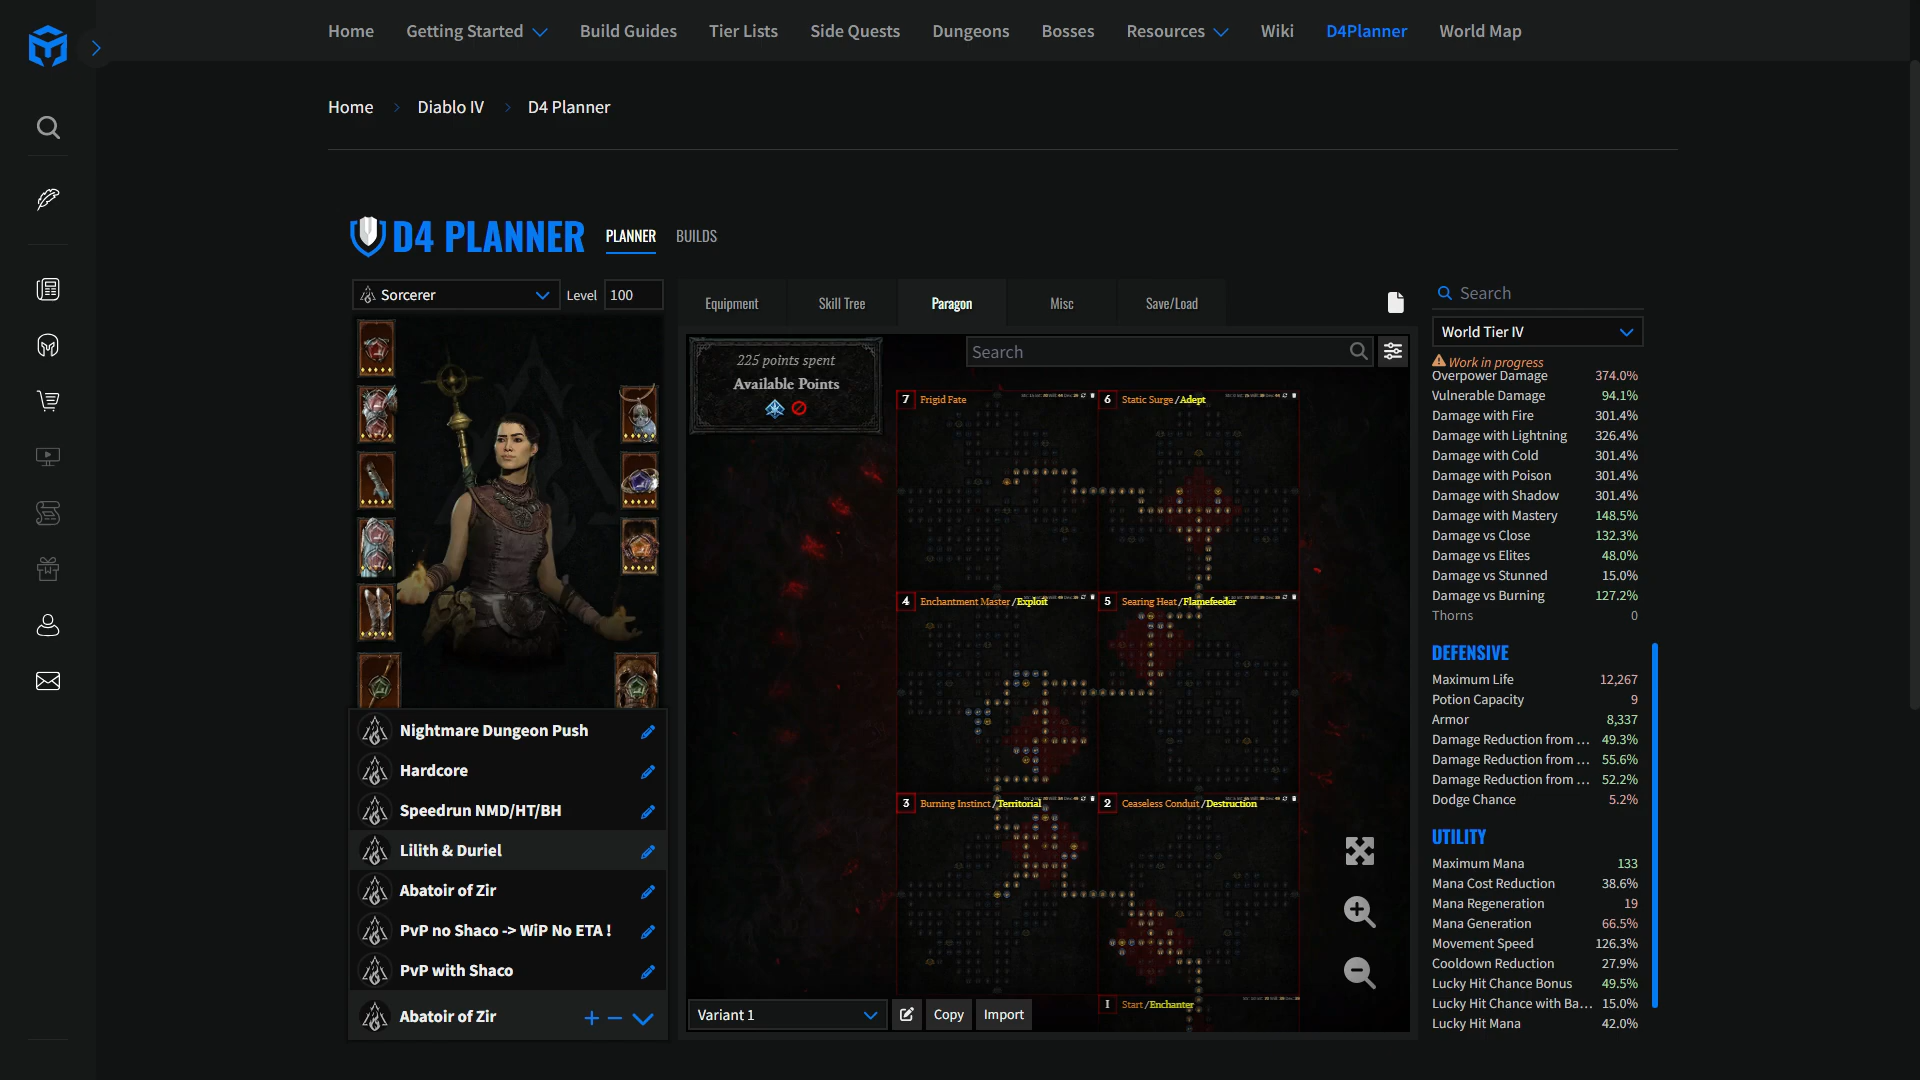 Home Getting Started Build Guides Tier Lists Side Quests Dungeons Bosses Resources Wiki D4Planner World Map
Home Diablo IV D4 Planner
D4 PLANNER PLANNER BUILDS
Sorcerer Level 100
Equipment Skill Tree Paragon Misc Save/Load
225 points spent
Available Points
Search
7 Frigid Fate
6 Static Surge/Adept
4 Enchantment Master/Exploit
5 Searing Heat/Flamefeeder
3 Burning Instinct/Territorial
2 Ceaseless Conduit/Destruction
1 Start/Enchanter
Variant 1 Copy Import
Nightmare Dungeon Push
Hardcore
Speedrun NMD/HT/BH
Lilith & Duriel
Abatoir of Zir
PvP no Shaco -> WiP No ETA !
PvP with Shaco
Abatoir of Zir
Search
World Tier IV
Work in progress
Overpower Damage 374.0%
Vulnerable Damage 94.1%
Damage with Fire 301.4%
Damage with Lightning 326.4%
Damage with Cold 301.4%
Damage with Poison 301.4%
Damage with Shadow 301.4%
Damage with Mastery 148.5%
Damage vs Close 132.3%
Damage vs Elites 48.0%
Damage vs Stunned 15.0%
Damage vs Burning 127.2%
Thorns 0
DEFENSIVE
Maximum Life 12,267
Potion Capacity 9
Armor 8,337
Damage Reduction from ... 49.3%
Damage Reduction from ... 55.6%
Damage Reduction from ... 52.2%
Dodge Chance 5.2%
UTILITY
Maximum Mana 133
Mana Cost Reduction 38.6%
Mana Regeneration 19
Mana Generation 66.5%
Movement Speed 126.3%
Cooldown Reduction 27.9%
Lucky Hit Chance Bonus 49.5%
Lucky Hit Chance with Ba... 15.0%
Lucky Hit Mana 42.0%